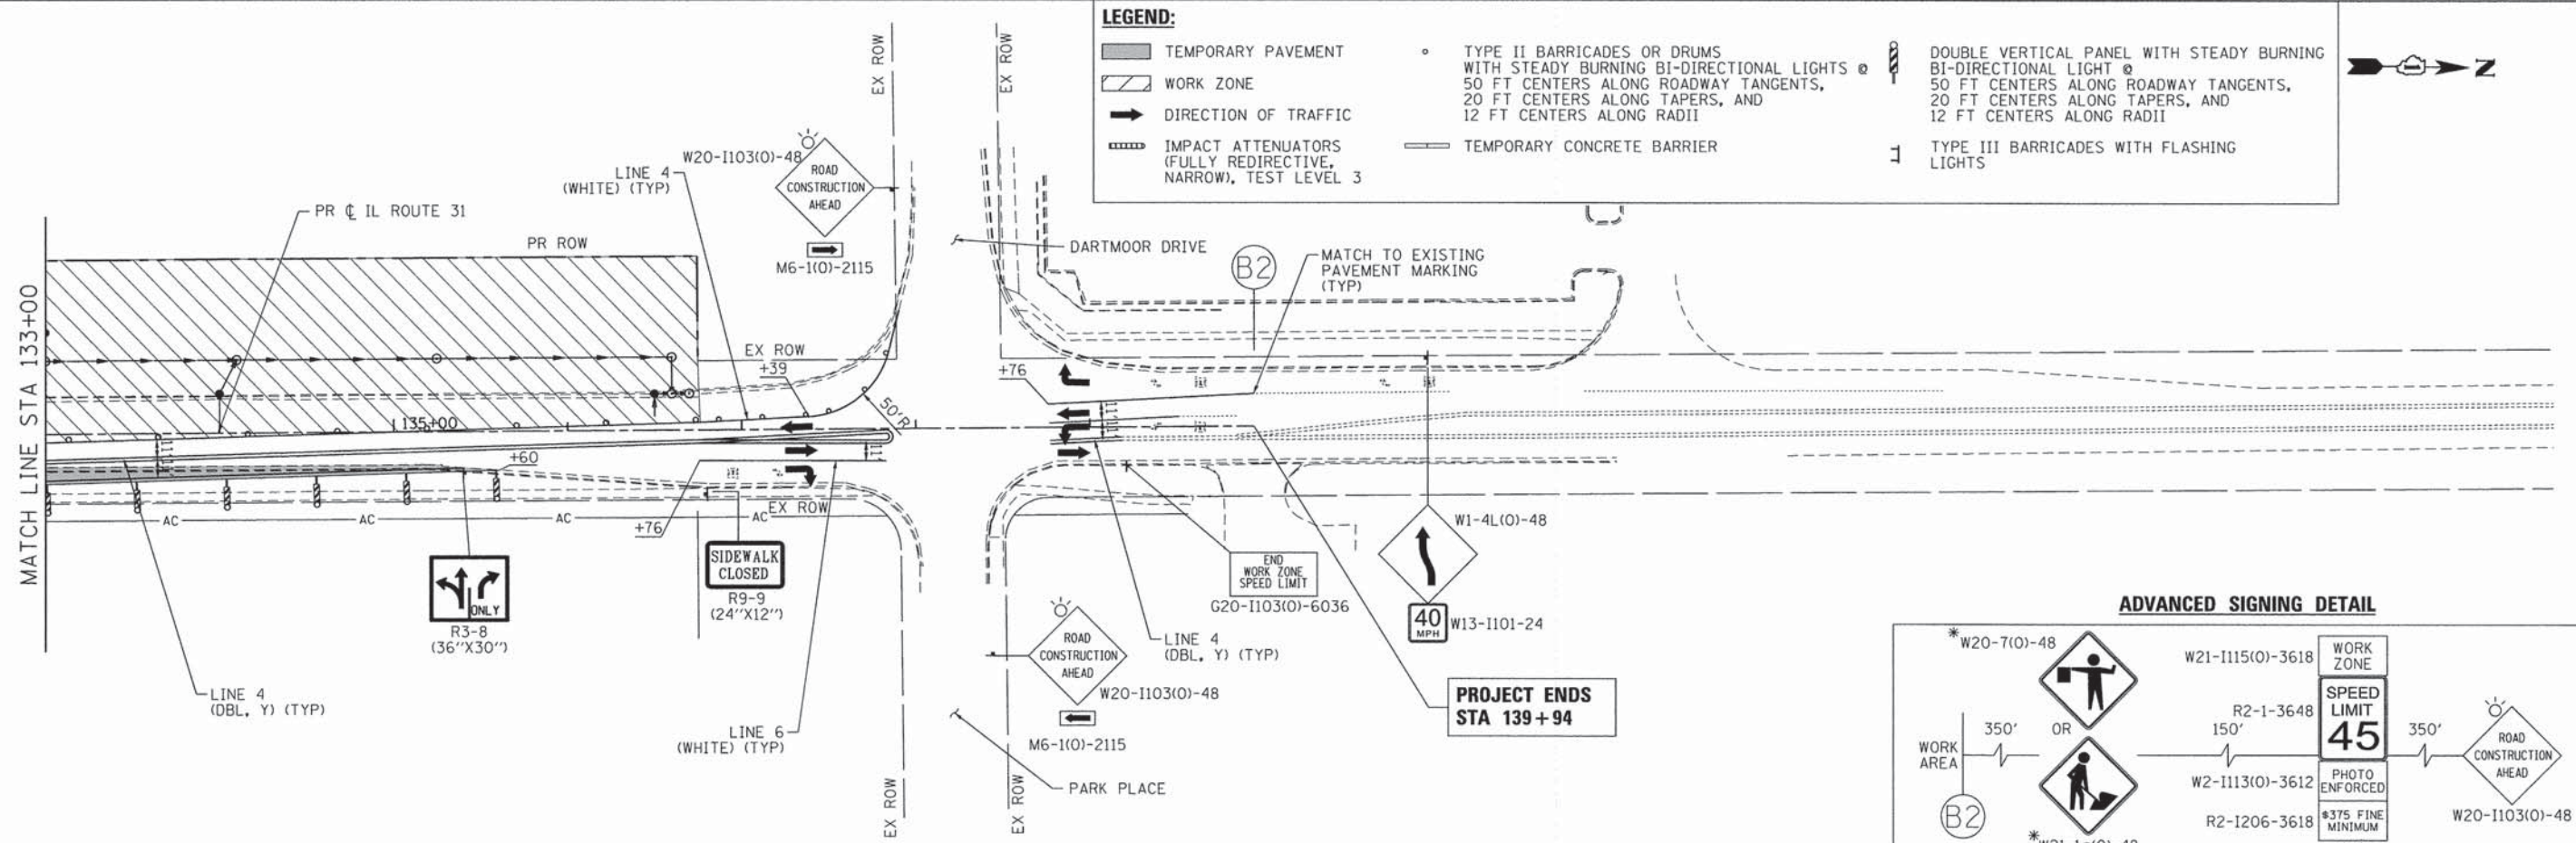 LEGEND:
TEMPORARY PAVEMENT
WORK ZONE
DIRECTION OF TRAFFIC
IMPACT ATTENUATORS
(FULLY REDIRECTIVE,
NARROW), TEST LEVEL 3
TYPE II BARRICADES OR DRUMS
WITH STEADY BURNING BI-DIRECTIONAL LIGHTS @
50 FT CENTERS ALONG ROADWAY TANGENTS,
20 FT CENTERS ALONG TAPERS, AND
12 FT CENTERS ALONG RADII
TEMPORARY CONCRETE BARRIER
DOUBLE VERTICAL PANEL WITH STEADY BURNING
BI-DIRECTIONAL LIGHT @
50 FT CENTERS ALONG ROADWAY TANGENTS,
20 FT CENTERS ALONG TAPERS, AND
12 FT CENTERS ALONG RADII
TYPE III BARRICADES WITH FLASHING
LIGHTS
N
EX ROW
EX ROW
W20-I103(0)-48
ROAD
CONSTRUCTION
AHEAD
M6-1(0)-2115
LINE 4
(WHITE) (TYP)
PR ℄ IL ROUTE 31
PR ROW
MATCH LINE STA 133+00
DARTMOOR DRIVE
B2
MATCH TO EXISTING
PAVEMENT MARKING
(TYP)
EX ROW
+39
+76
50'R
135+00
11'
11'
11'
11'
11'
+60
+76
AC
AC
AC
AC
EX ROW
ONLY
R3-8
(36"X30")
SIDEWALK
CLOSED
R9-9
(24"X12")
LINE 4
(DBL, Y) (TYP)
LINE 6
(WHITE) (TYP)
END
WORK ZONE
SPEED LIMIT
G20-I103(0)-6036
W1-4L(0)-48
40
MPH
W13-I101-24
LINE 4
(DBL, Y) (TYP)
ROAD
CONSTRUCTION
AHEAD
W20-I103(0)-48
M6-1(0)-2115
PARK PLACE
EX ROW
EX ROW
PROJECT ENDS
STA 139+94
ADVANCED SIGNING DETAIL
*W20-7(0)-48
W21-I115(0)-3618
WORK
ZONE
R2-1-3648
SPEED
LIMIT
45
350'
OR
150'
350'
WORK
AREA
B2
W2-I113(0)-3612
PHOTO
ENFORCED
R2-I206-3618
$375 FINE
MINIMUM
ROAD
CONSTRUCTION
AHEAD
W20-I103(0)-48